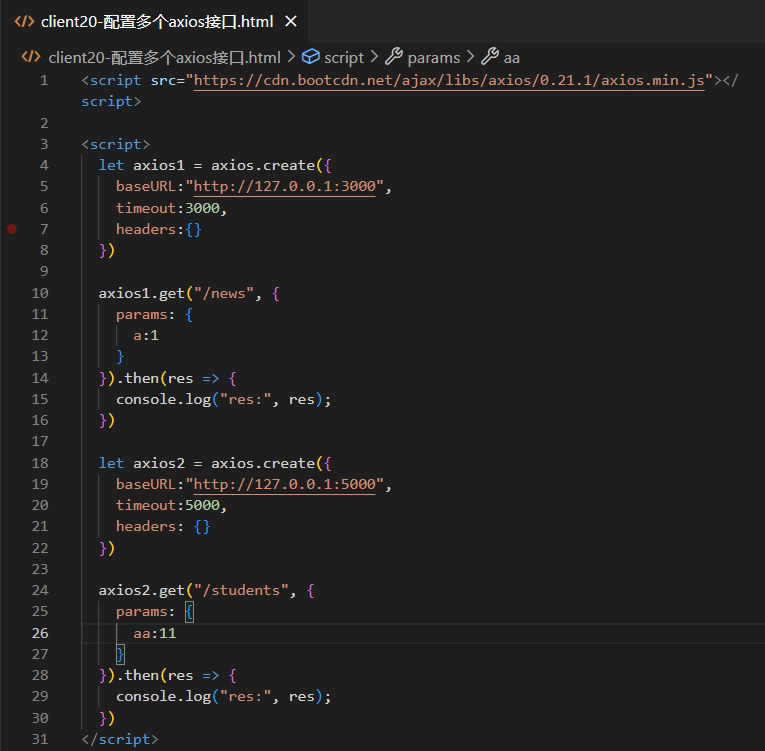 client20-配置多个axios接口.html
client20-配置多个axios接口.html > script > params > aa
1 <script src="https://cdn.bootcdn.net/ajax/libs/axios/0.21.1/axios.min.js"></
script>
2
3 <script>
4 let axios1 = axios.create({
5 baseURL:"http://127.0.0.1:3000",
6 timeout:3000,
7 headers:{}
8 })
9
10 axios1.get("/news", {
11 params: {
12 a:1
13 }
14 }).then(res => {
15 console.log("res:", res);
16 })
17
18 let axios2 = axios.create({
19 baseURL:"http://127.0.0.1:5000",
20 timeout:5000,
21 headers: {}
22 })
23
24 axios2.get("/students", {
25 params: {
26 aa:11
27 }
28 }).then(res => {
29 console.log("res:", res);
30 })
31 </script>